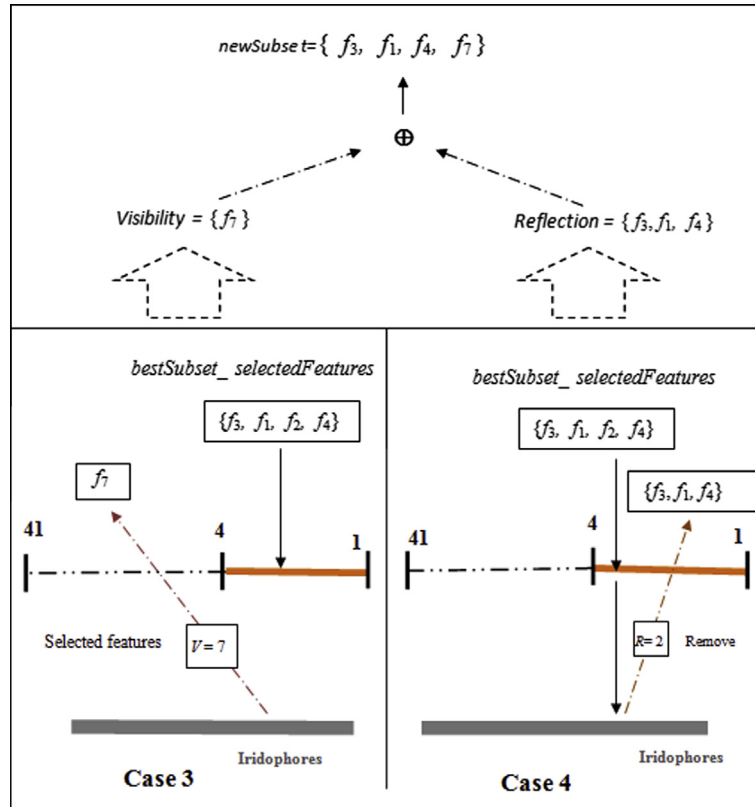 newSubset={ f3, f1, f4, f7 }
⊕
Visibility = {f7}
Reflection = {f3, f1, f4}
bestSubset_ selectedFeatures
{f3, f1, f2, f4}
f7
41
4
1
Selected features
V= 7
Iridophores
Case 3
bestSubset_ selectedFeatures
{f3, f1, f2, f4}
{f3, f1, f4}
4
41
1
R= 2
Remove
Iridophores
Case 4